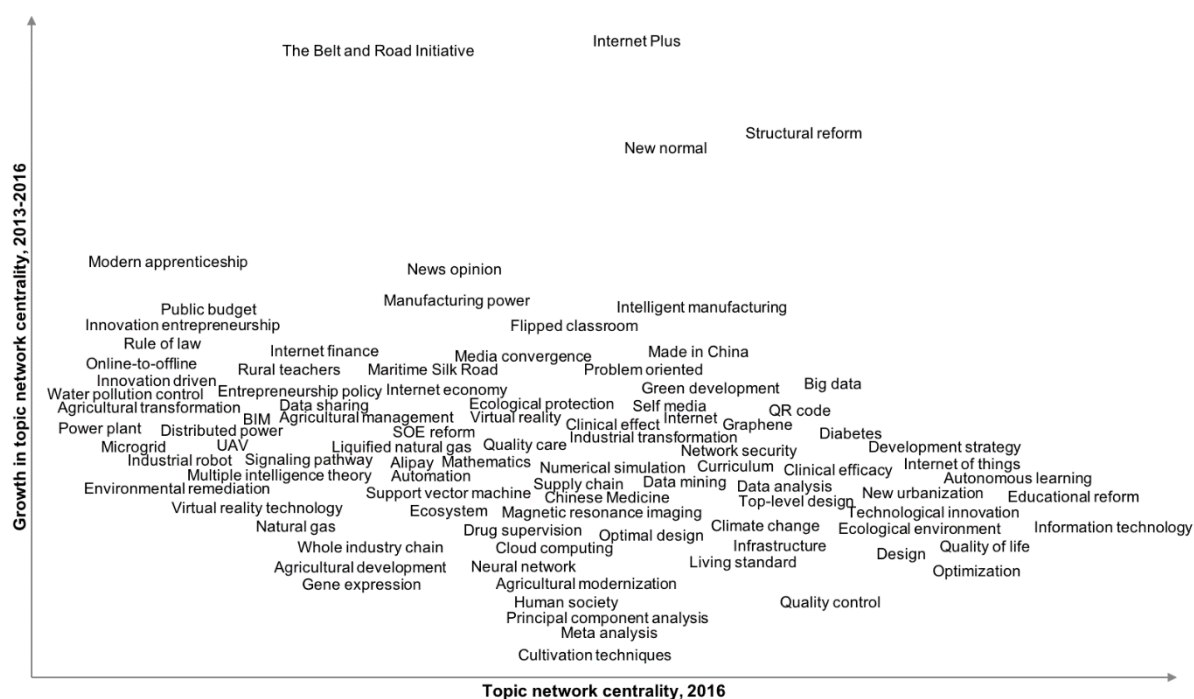 Internet Plus
The Belt and Road Initiative
Structural reform
New normal
Modern apprenticeship
News opinion
Manufacturing power
Intelligent manufacturing
Public budget
Innovation entrepreneurship
Flipped classroom
Rule of law
Internet finance
Media convergence
Made in China
Online-to-offline
Rural teachers
Maritime Silk Road
Problem oriented
Innovation driven
Big data
Water pollution control
Entrepreneurship policy
Internet economy
Green development
Agricultural transformation
Data sharing
Ecological protection
Self media
QR code
BIM
Agricultural management
Virtual reality
Internet
Clinical effect
Graphene
Power plant
Distributed power
SOE reform
Industrial transformation
Diabetes
Microgrid
UAV
Liquified natural gas
Quality care
Network security
Development strategy
Industrial robot
Signaling pathway
Alipay
Mathematics
Numerical simulation
Curriculum
Clinical efficacy
Internet of things
Multiple intelligence theory
Automation
Supply chain
Data mining
Data analysis
Autonomous learning
Environmental remediation
Support vector machine
Chinese Medicine
Top-level design
New urbanization
Educational reform
Virtual reality technology
Ecosystem
Magnetic resonance imaging
Technological innovation
Natural gas
Drug supervision
Optimal design
Climate change
Ecological environment
Information technology
Whole industry chain
Cloud computing
Infrastructure
Design
Quality of life
Agricultural development
Neural network
Living standard
Optimization
Gene expression
Agricultural modernization
Human society
Quality control
Principal component analysis
Meta analysis
Cultivation techniques
Growth in topic network centrality, 2013-2016
Topic network centrality, 2016